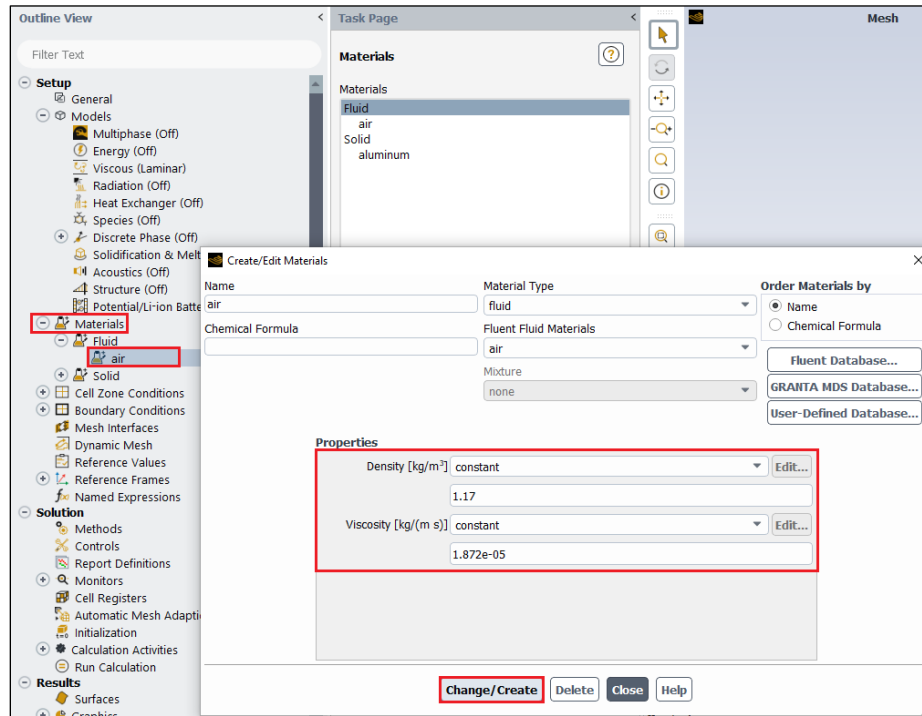 Outline View
Filter Text
Setup
General
Models
Multiphase (Off)
Energy (Off)
Viscous (Laminar)
Radiation (Off)
Heat Exchanger (Off)
Species (Off)
Discrete Phase (Off)
Solidification & Melt
Acoustics (Off)
Structure (Off)
Potential/Li-ion Batte
Materials
Fluid
air
Solid
Cell Zone Conditions
Boundary Conditions
Mesh Interfaces
Dynamic Mesh
Reference Values
Reference Frames
Named Expressions
Solution
Methods
Controls
Report Definitions
Monitors
Cell Registers
Automatic Mesh Adapti
Initialization
Calculation Activities
Run Calculation
Results
Surfaces
Graphics
Task Page
Materials
Materials
Fluid
air
Solid
aluminum
Mesh
Create/Edit Materials
Name
air
Chemical Formula
Material Type
fluid
Fluent Fluid Materials
air
Mixture
none
Order Materials by
Name
Chemical Formula
Fluent Database...
GRANTA MDS Database...
User-Defined Database...
Properties
Density [kg/m³] constant Edit...
1.17
Viscosity [kg/(m s)] constant Edit...
1.872e-05
Change/Create Delete Close Help